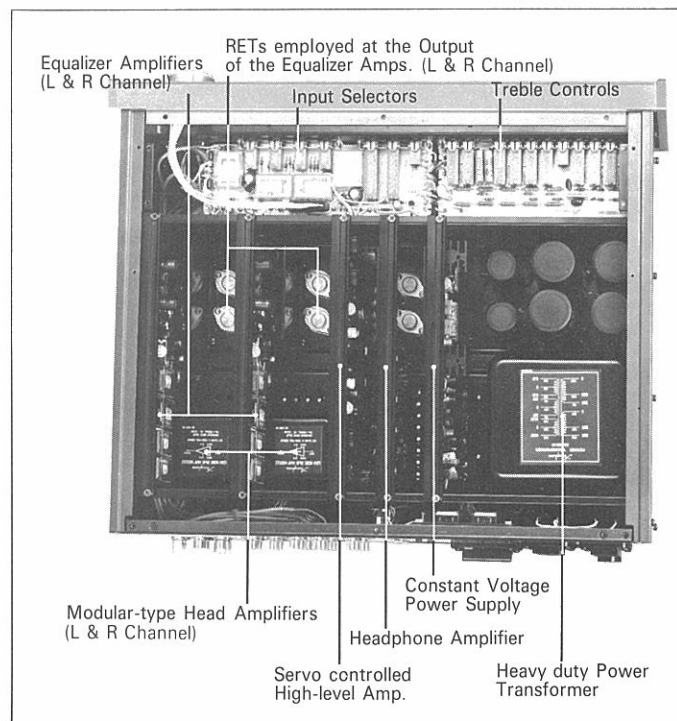 Equalizer Amplifiers
(L & R Channel)
RETs employed at the Output
of the Equalizer Amps. (L & R Channel)
Input Selectors
Treble Controls
Modular-type Head Amplifiers
(L & R Channel)
Servo controlled
High-level Amp.
Headphone Amplifier
Constant Voltage
Power Supply
Heavy duty Power
Transformer